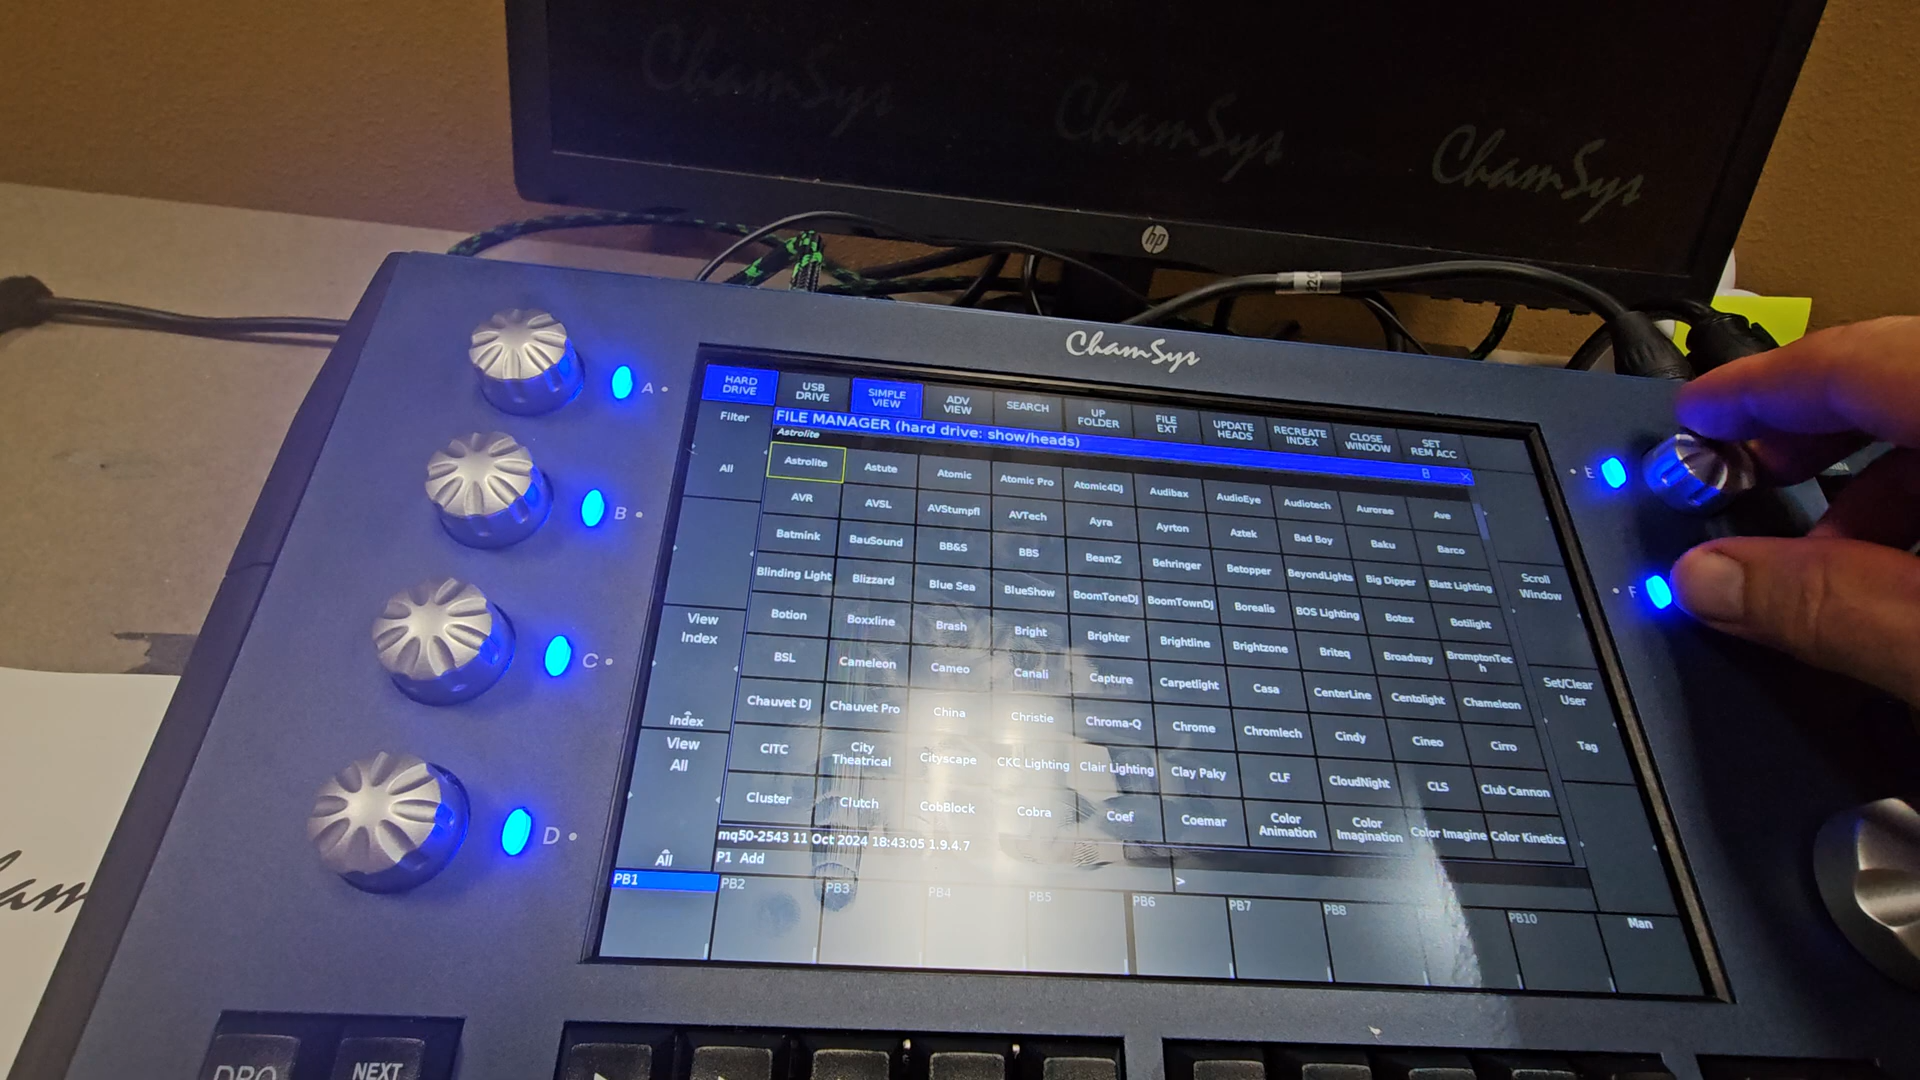 ChamSys
ChamSys
ChamSys
hp
ChamSys
HARD DRIVE
USB DRIVE
SIMPLE VIEW
ADV VIEW
SEARCH
UP FOLDER
FILE EXT
UPDATE HEADS
RECREATE INDEX
CLOSE WINDOW
SET REM ACC
Filter
FILE MANAGER (hard drive: show/heads)
Astrolite
All
Astrolite Astute Atomic Atomic Pro Atomic4DJ Audibax AudioEye Audiotech Aurorae Ave
AVR AVSL AVStumpfl AVTech Ayra Ayrton Aztek Bad Boy Baku Barco
Batmink BauSound BB&S BBS BeamZ Behringer Betopper BeyondLights Big Dipper Blatt Lighting
Blinding Light Blizzard Blue Sea BlueShow BoomToneDJ BoomTownDJ Borealis BOS Lighting Botex Botilight
Botion Boxxline Brash Bright Brighter Brightline Brightzone Briteq Broadway BromptonTech
BSL Cameleon Cameo Canali Capture Carpetlight Casa CenterLine Centolight Chameleon
Chauvet DJ Chauvet Pro China Christie Chroma-Q Chrome Chromlech Cindy Cineo Cirro
CITC City Theatrical Cityscape CKC Lighting Clair Lighting Clay Paky CLF CloudNight CLS Club Cannon
Cluster Clutch CobBlock Cobra Coef Coemar Color Animation Color Imagination Color Imagine Color Kinetics
View Index
Index
View All
All
Scroll Window
Set/Clear User
Tag
mq50-2543 11 Oct 2024 18:43:05 1.9.4.7
P1 Add
>
PB1 PB2 PB3 PB4 PB5 PB6 PB7 PB8 PB10 Man
A
B
C
D
E
F
NEXT